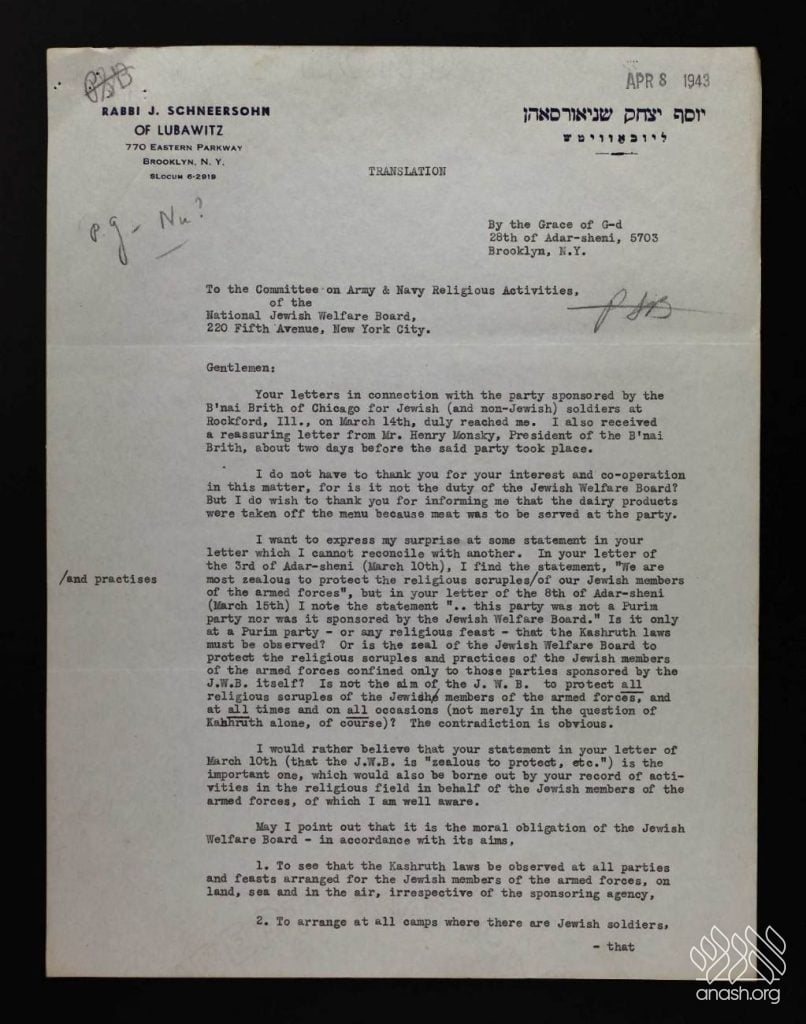 APR 8 1943
RABBI J. SCHNEERSOHN
OF LUBAWITZ
770 EASTERN PARKWAY
BROOKLYN, N. Y.
SLOCUM 6-2919
יוסף יצחק שניאורסאהן
ליובאוויטש
TRANSLATION
p.g - Nu?
By the Grace of G-d
28th of Adar-sheni, 5703
Brooklyn, N.Y.
To the Committee on Army & Navy Religious Activities,
of the
National Jewish Welfare Board,
220 Fifth Avenue, New York City.
Gentlemen:
Your letters in connection with the party sponsored by the
B'nai Brith of Chicago for Jewish (and non-Jewish) soldiers at
Rockford, Ill., on March 14th, duly reached me. I also received
a reassuring letter from Mr. Henry Monsky, President of the B'nai
Brith, about two days before the said party took place.
I do not have to thank you for your interest and co-operation
in this matter, for is it not the duty of the Jewish Welfare Board?
But I do wish to thank you for informing me that the dairy products
were taken off the menu because meat was to be served at the party.
I want to express my surprise at some statement in your
letter which I cannot reconcile with another. In your letter of
the 3rd of Adar-sheni (March 10th), I find the statement, "We are
/and practises
most zealous to protect the religious scruples/of our Jewish members
of the armed forces", but in your letter of the 8th of Adar-sheni
(March 15th) I note the statement ".. this party was not a Purim
party nor was it sponsored by the Jewish Welfare Board." Is it only
at a Purim party - or any religious feast - that the Kashruth laws
must be observed? Or is the zeal of the Jewish Welfare Board to
protect the religious scruples and practices of the Jewish members
of the armed forces confined only to those parties sponsored by the
J.W.B. itself? Is not the aim of the J. W. B. to protect all
religious scruples of the Jewish members of the armed forces, and
at all times and on all occasions (not merely in the question of
Kahhruth alone, of course)? The contradiction is obvious.
I would rather believe that your statement in your letter of
March 10th (that the J.W.B. is "zealous to protect, etc.") is the
important one, which would also be borne out by your record of acti-
vities in the religious field in behalf of the Jewish members of the
armed forces, of which I am well aware.
May I point out that it is the moral obligation of the Jewish
Welfare Board - in accordance with its aims,
1. To see that the Kashruth laws be observed at all parties
and feasts arranged for the Jewish members of the armed forces, on
land, sea and in the air, irrespective of the sponsoring agency,
2. To arrange at all camps where there are Jewish soldiers,
- that
anash.org